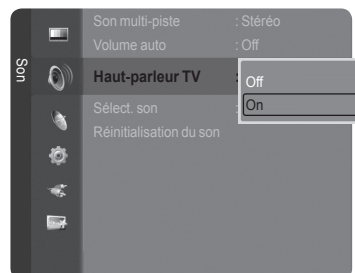 Son
Son multi-piste : Stéréo
Volume auto : Off
Haut-parleur TV :
Off
On
Sélect. son :
Réinitialisation du son